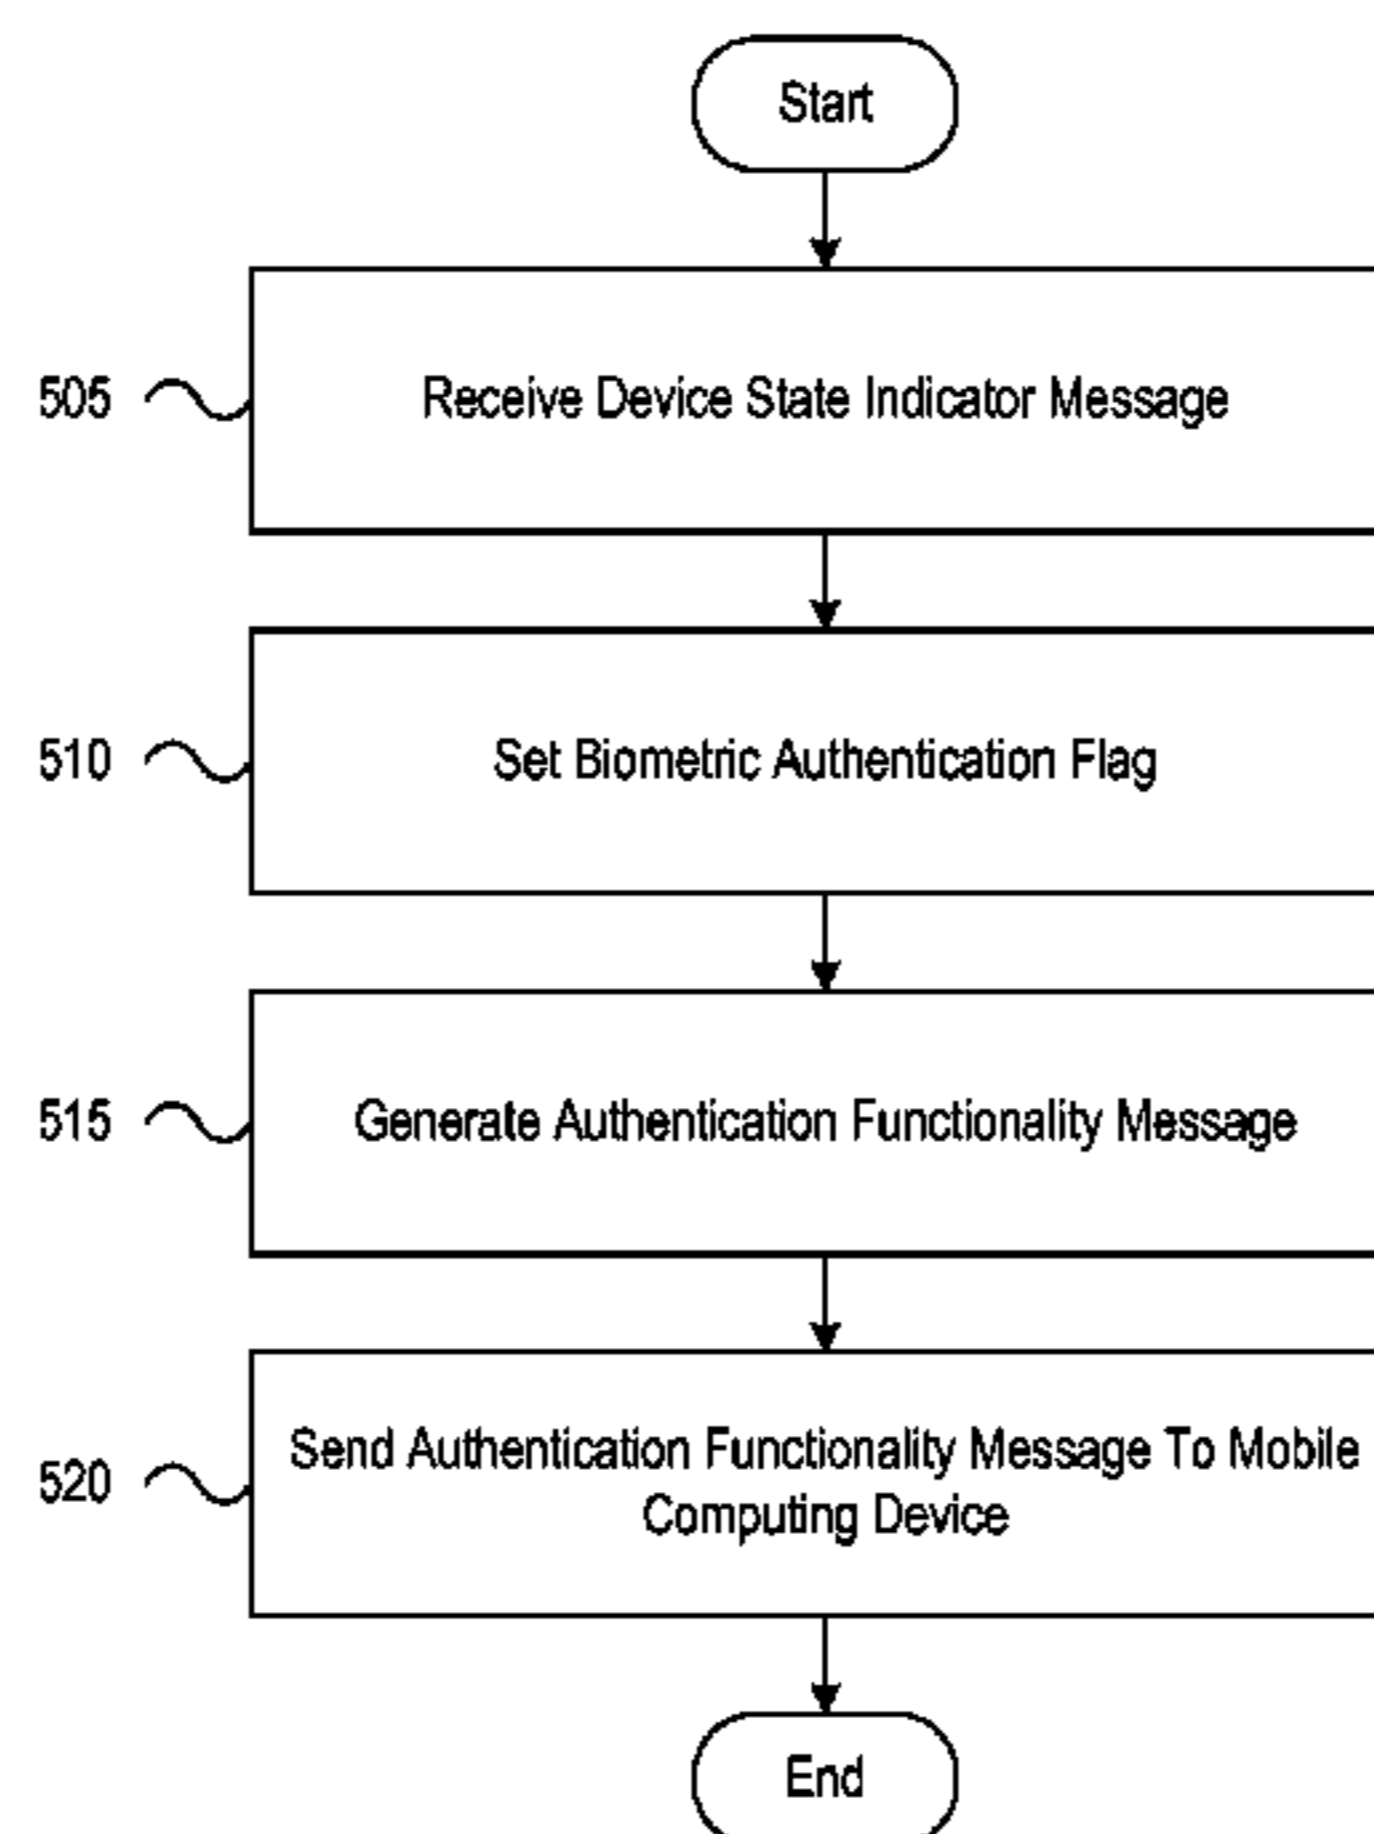 Start
505
Receive Device State Indicator Message
510
Set Biometric Authentication Flag
515
Generate Authentication Functionality Message
520
Send Authentication Functionality Message To Mobile
Computing Device
End